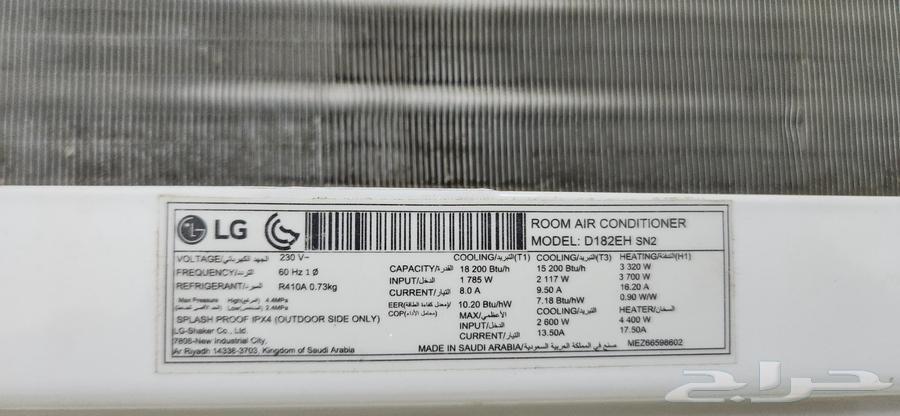 LG
ROOM AIR CONDITIONER
MODEL: D182EH SN2
VOLTAGE/الجهد الكهربائي 230 V~
FREQUENCY/التردد 60 Hz 1 Ø
REFRIGERANT/المبرد R410A 0.73kg
Max Pressure High 4.4MPa
Low 2.4MPa
SPLASH PROOF IPX4 (OUTDOOR SIDE ONLY)
LG-Shaker Co., Ltd.
7806-New Industrial City,
Ar Riyadh 14336-3703, Kingdom of Saudi Arabia
COOLING/التبريد(T1) COOLING/التبريد(T3) HEATING/التدفئة(H1)
CAPACITY/القدرة 18 200 Btu/h 15 200 Btu/h 3 320 W
INPUT/الدخل 1 785 W 2 117 W 3 700 W
CURRENT/التيار 8.0 A 9.50 A 16.20 A
EER/(معدل كفاءة الطاقة) 10.20 Btu/hW 7.18 Btu/hW 0.90 W/W
COP/(معامل الأداء) MAX/الأعظمي COOLING/التبريد HEATER/السخان
INPUT/الدخل 2 600 W 4 400 W
CURRENT/التيار 13.50A 17.50A
MADE IN SAUDI ARABIA/صنع في المملكة العربية السعودية MEZ66598602
حراج